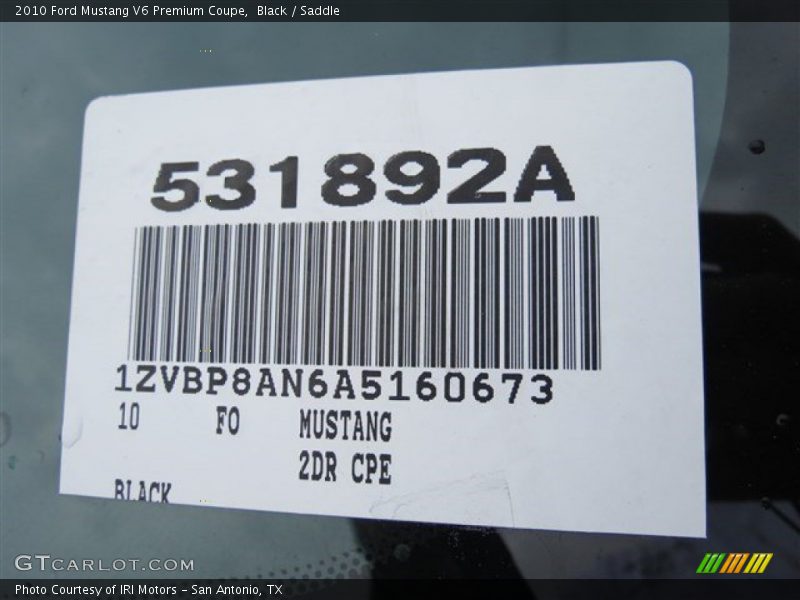 2010 Ford Mustang V6 Premium Coupe,  Black / Saddle
531892A
1ZVBP8AN6A5160673
10 FO MUSTANG
2DR CPE
BLACK
GTCARLOT.COM
Photo Courtesy of IRI Motors - San Antonio, TX